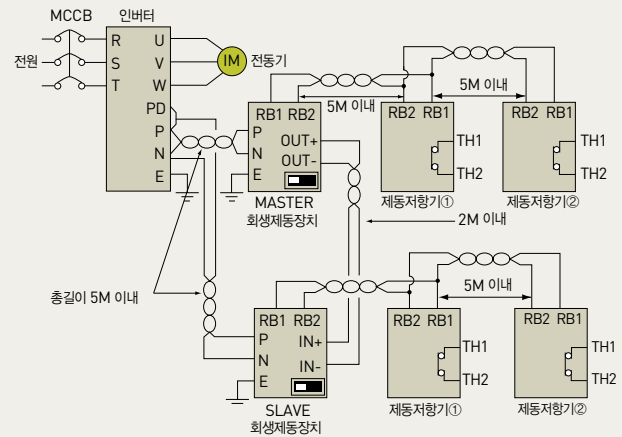 MCCB
인버터
전원
R
S
T
U
V
W
PD
P
N
E
IM
전동기
RB1 RB2
P
N
E
OUT+
OUT-
MASTER
회생제동장치
5M 이내
5M 이내
RB2 RB1
TH1
TH2
제동저항기①
RB2 RB1
TH1
TH2
제동저항기②
2M 이내
총길이 5M 이내
RB1 RB2
P
N
E
IN+
IN-
SLAVE
회생제동장치
5M 이내
RB2 RB1
TH1
TH2
제동저항기①
RB2 RB1
TH1
TH2
제동저항기②